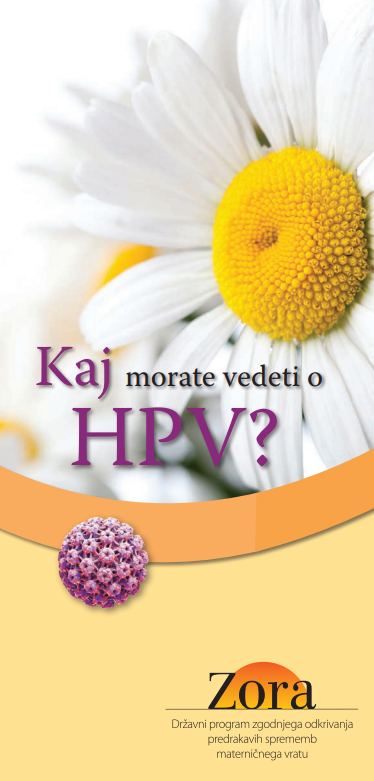 Kaj morate vedeti o
HPV?
Zora
Državni program zgodnjega odkrivanja
predrakavih sprememb
materničnega vratu